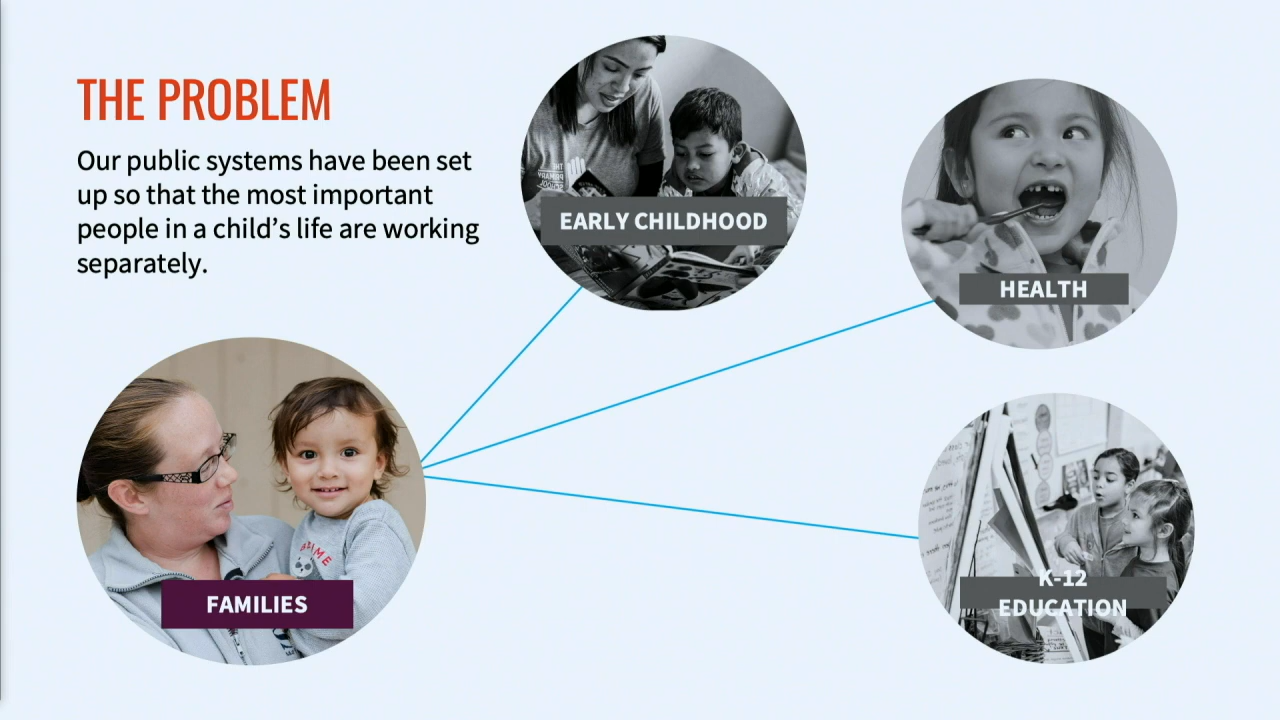 THE PROBLEM
Our public systems have been set
up so that the most important
people in a child's life are working
separately.
EARLY CHILDHOOD
HEALTH
FAMILIES
K-12
EDUCATION